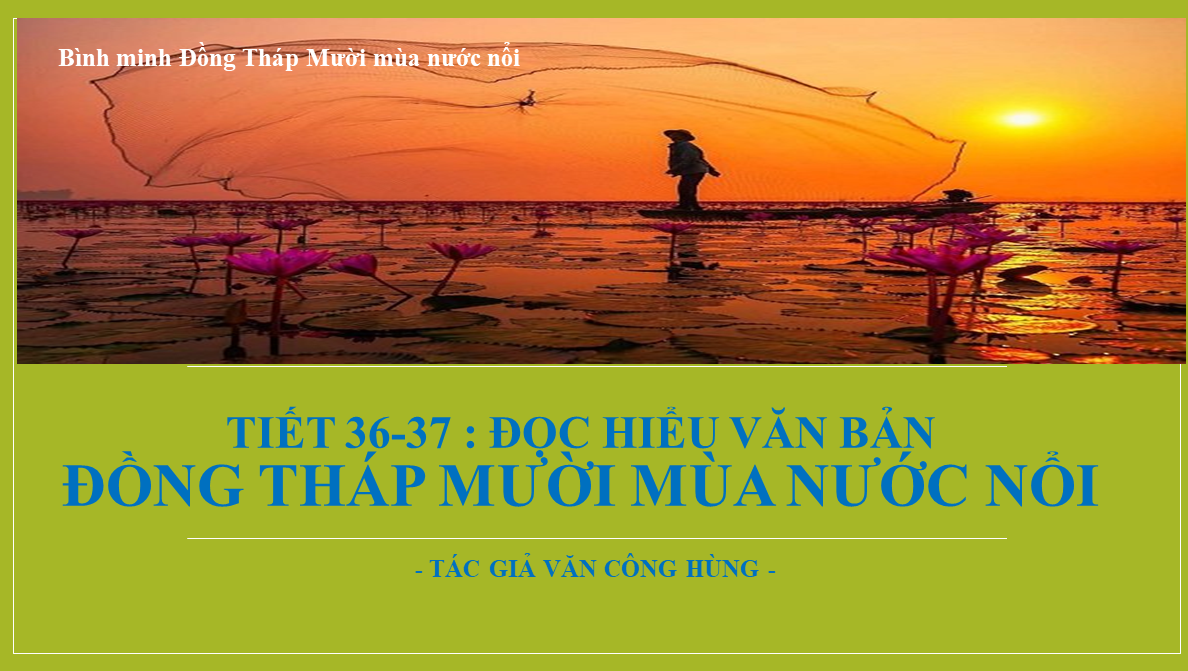 Bình minh Đồng Tháp Mười mùa nước nổi
TIẾT 36-37 : ĐỌC HIỂU VĂN BẢN
ĐỒNG THÁP MƯỜI MÙA NƯỚC NỔI
- TÁC GIẢ VĂN CÔNG HÙNG -